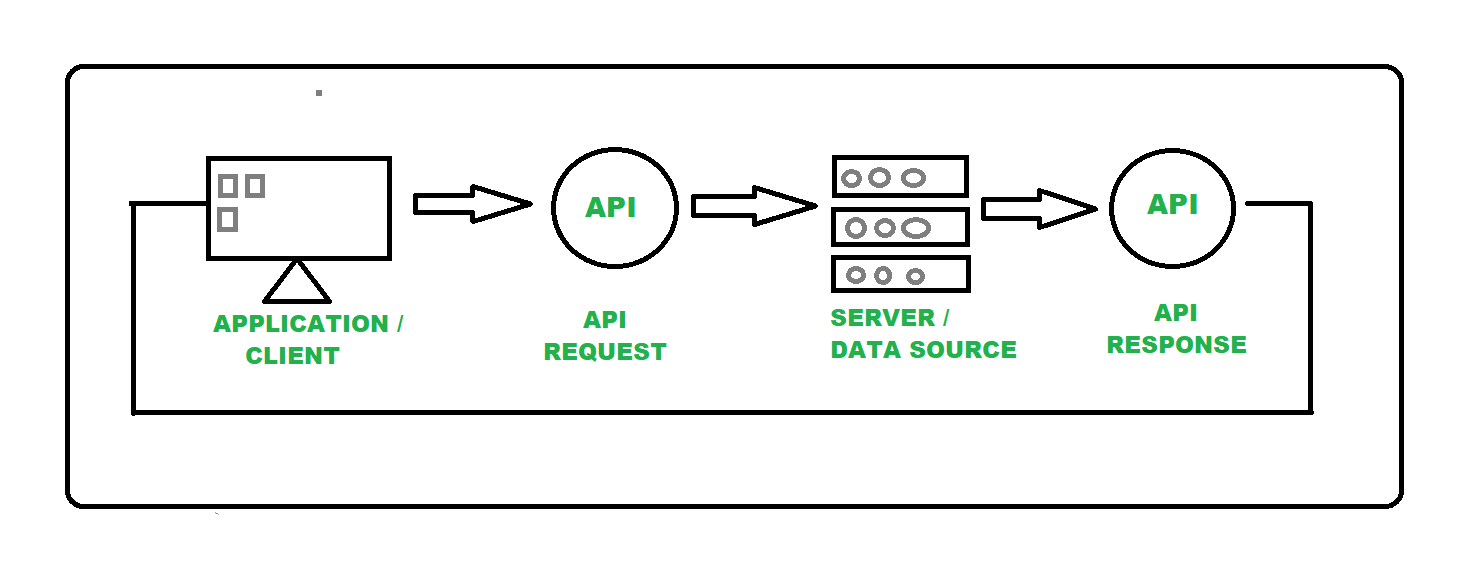 API
API
APPLICATION /
CLIENT
API
REQUEST
SERVER /
DATA SOURCE
API
RESPONSE